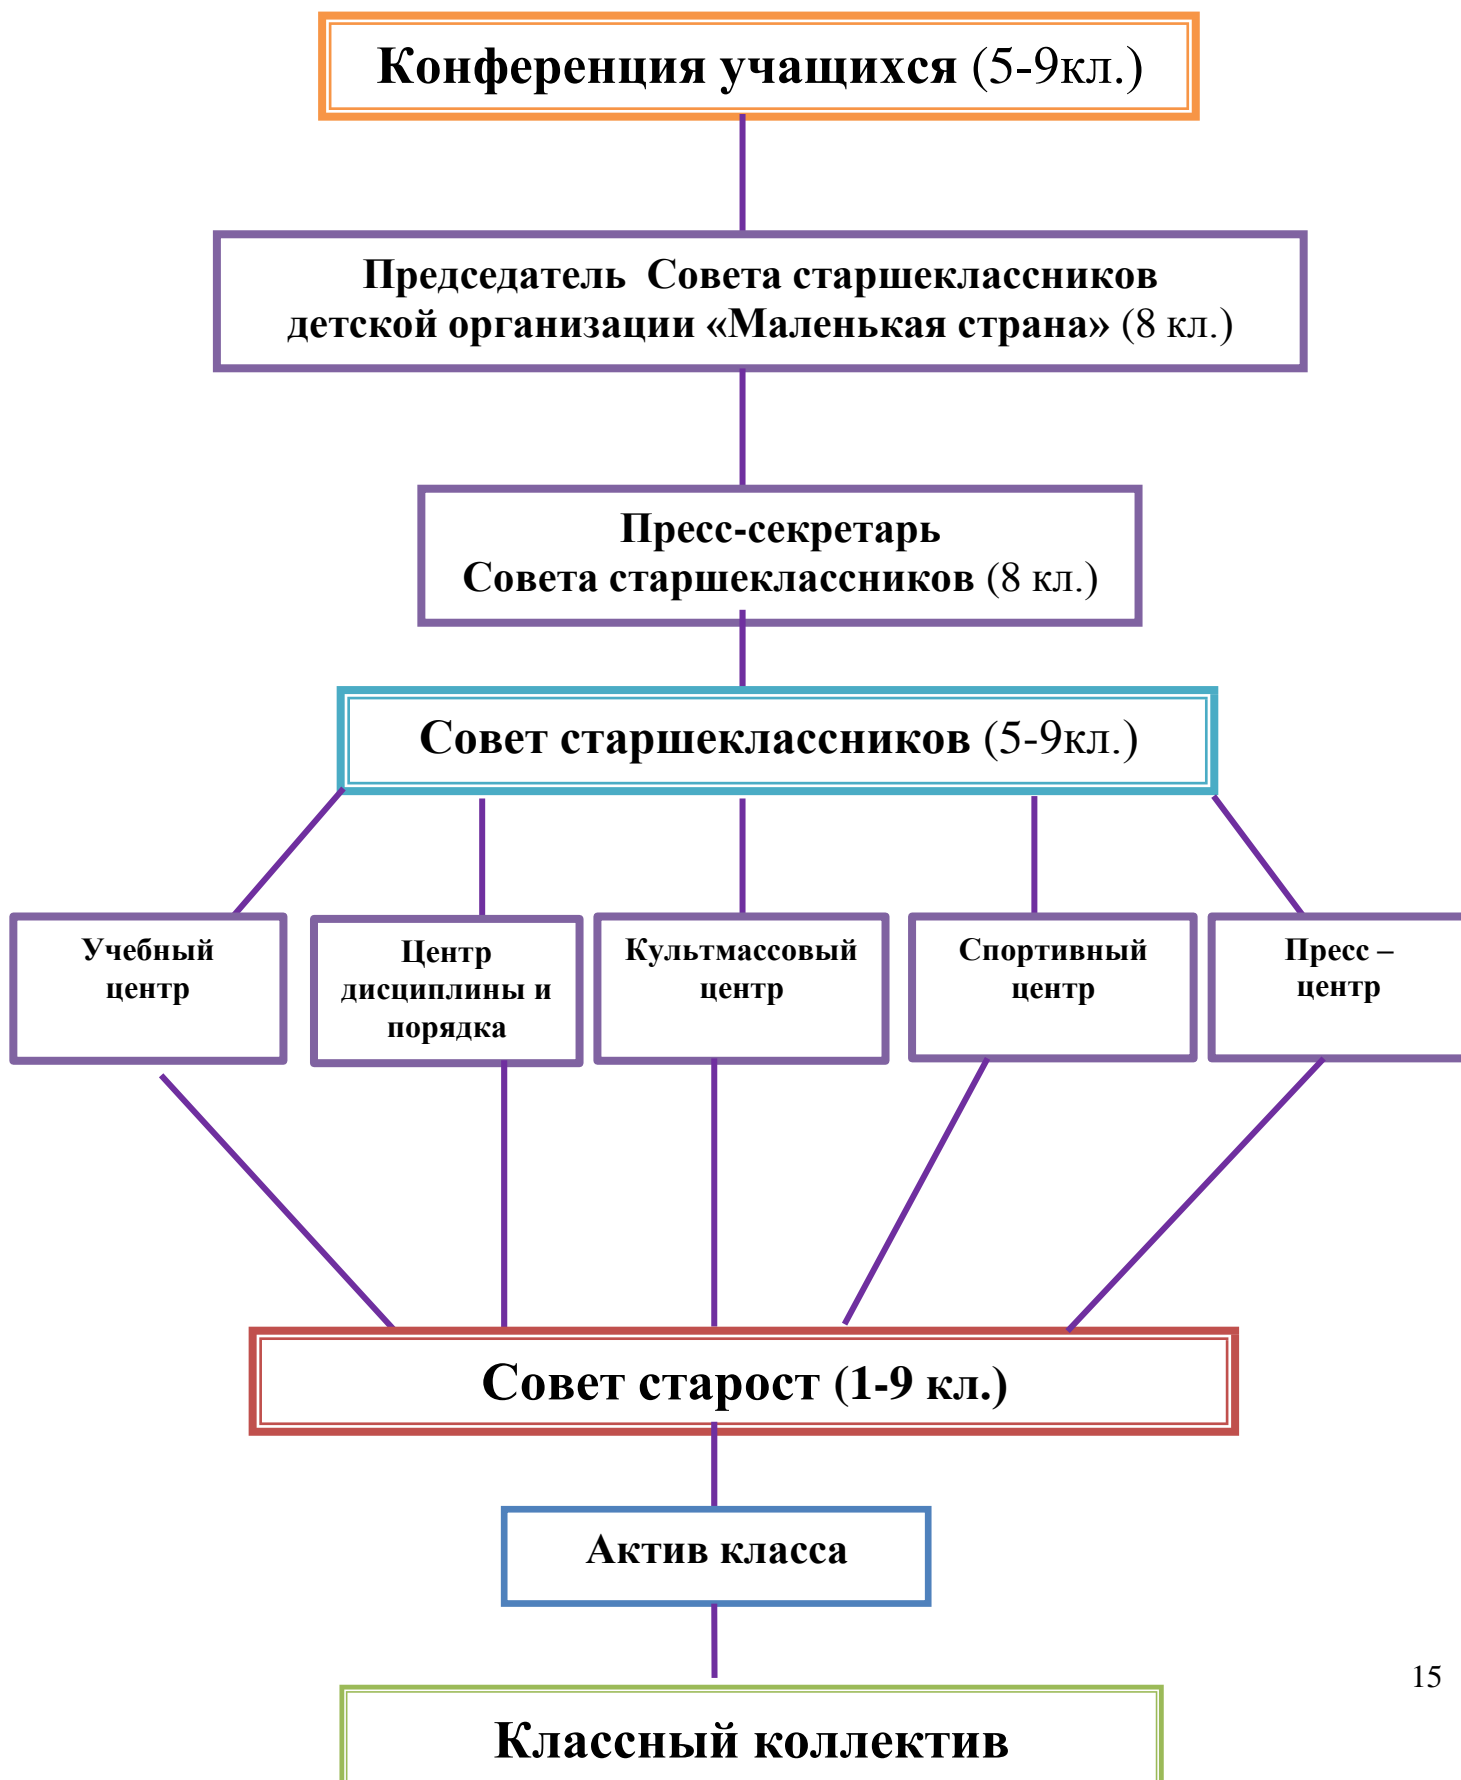 Конференция учащихся (5-9кл.)
Председатель Совета старшеклассников
детской организации «Маленькая страна» (8 кл.)
Пресс-секретарь
Совета старшеклассников (8 кл.)
Совет старшеклассников (5-9кл.)
Учебный
центр
Центр
дисциплины и
порядка
Культмассовый
центр
Спортивный
центр
Пресс –
центр
Совет старост (1-9 кл.)
Актив класса
15
Классный коллектив